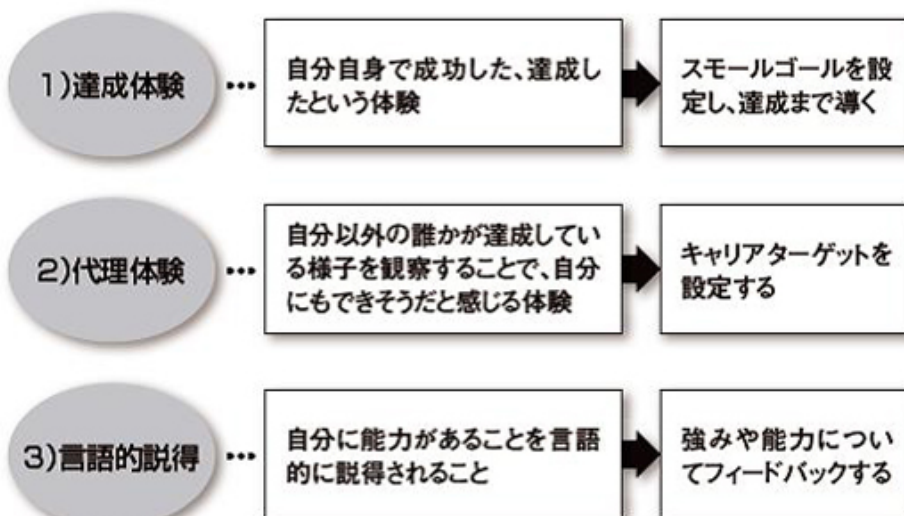 1)達成体験
自分自身で成功した、達成し
たという体験
スモールゴールを設
定し、達成まで導く
2)代理体験
自分以外の誰かが達成してい
る様子を観察することで、自分
にもできそうだと感じる体験
キャリアターゲットを
設定する
3)言語的説得
自分に能力があることを言語
的に説得されること
強みや能力につい
てフィードバックする